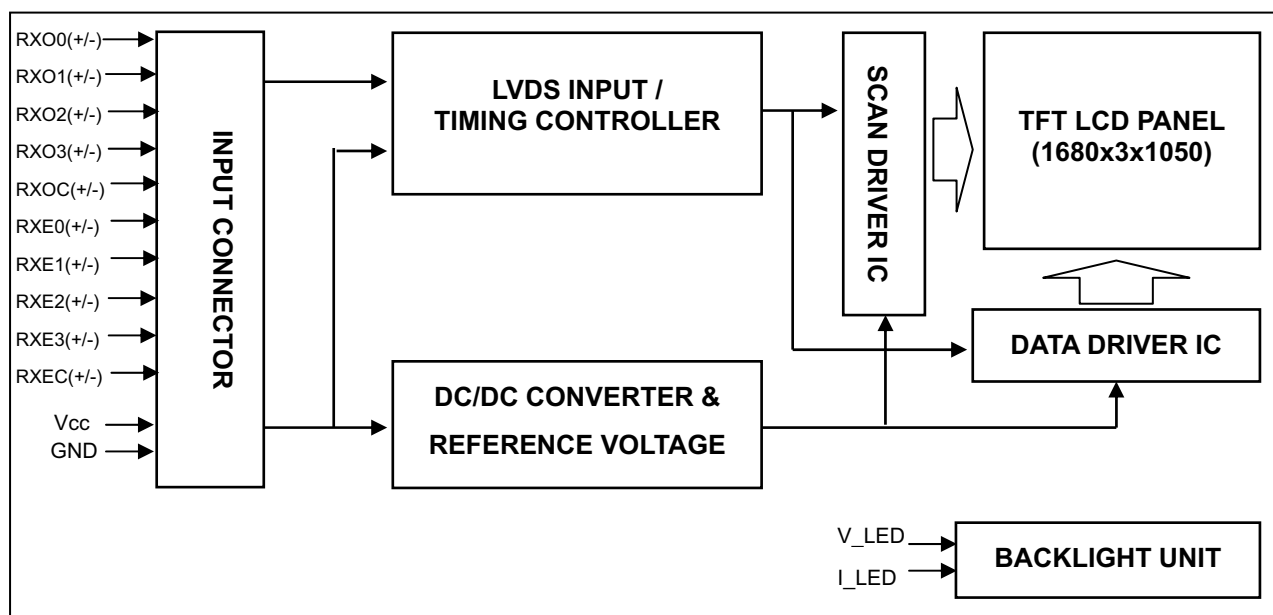 RXO0(+/-)
RXO1(+/-)
RXO2(+/-)
RXO3(+/-)
RXOC(+/-)
RXE0(+/-)
RXE1(+/-)
RXE2(+/-)
RXE3(+/-)
RXEC(+/-)
Vcc
GND
INPUT CONNECTOR
LVDS INPUT /
TIMING CONTROLLER
DC/DC CONVERTER &
REFERENCE VOLTAGE
SCAN DRIVER IC
TFT LCD PANEL
(1680x3x1050)
DATA DRIVER IC
V_LED
I_LED
BACKLIGHT UNIT